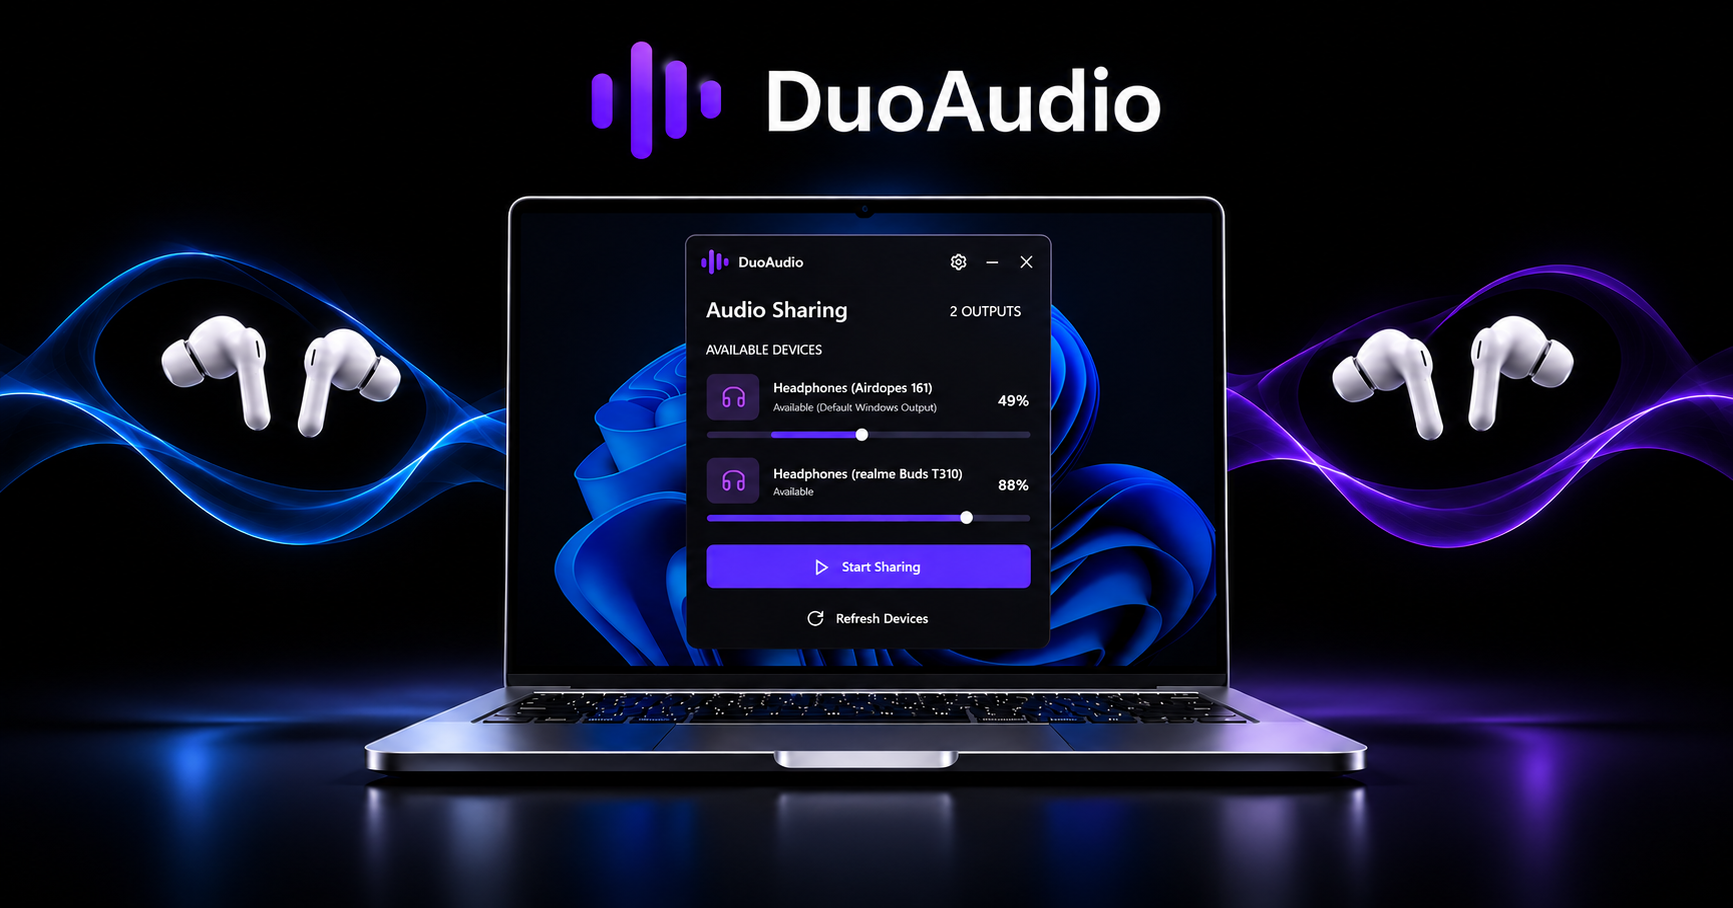 DuoAudio
DuoAudio
Audio Sharing
2 OUTPUTS
AVAILABLE DEVICES
Headphones (Airdopes 161)
Available (Default Windows Output)
49%
Headphones (realme Buds T310)
Available
88%
Start Sharing
Refresh Devices